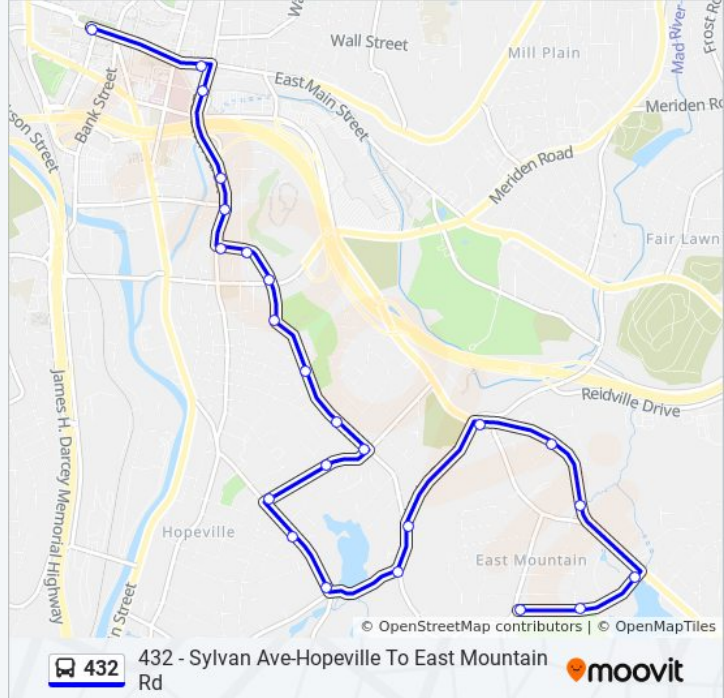 Wall Street
Mill Plain
Mad River
Frost Ro
East Main Street
Bank Street
Meriden Ro
son Street
Meriden Road
Fair Lawn
Reidville Drive
James H. Darcey Memorial Highway
Hopeville
East Mountain
n Street
© OpenStreetMap contributors | © OpenMapTiles
432
432 - Sylvan Ave-Hopeville To East Mountain
Rd
moovit